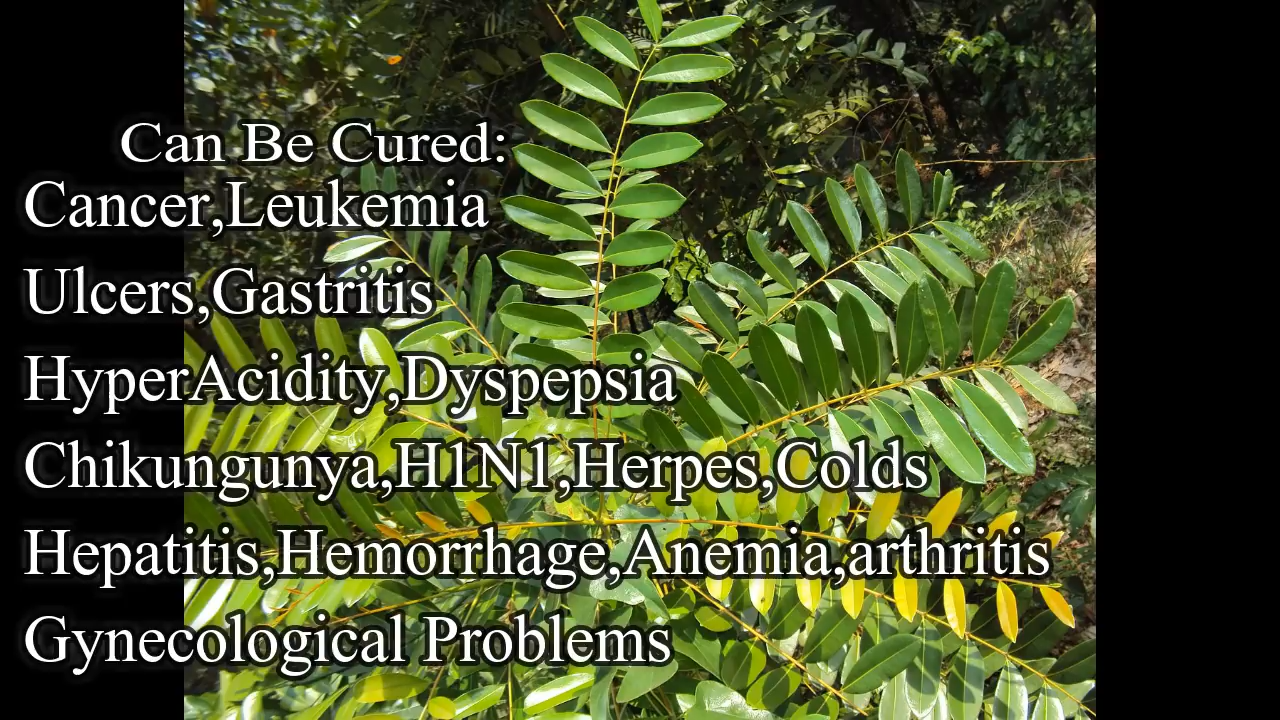 Can Be Cured:
Cancer,Leukemia
Ulcers,Gastritis
HyperAcidity,Dyspepsia
Chikungunya,H1N1,Herpes,Colds
Hepatitis,Hemorrhage,Anemia,arthritis
Gynecological Problems